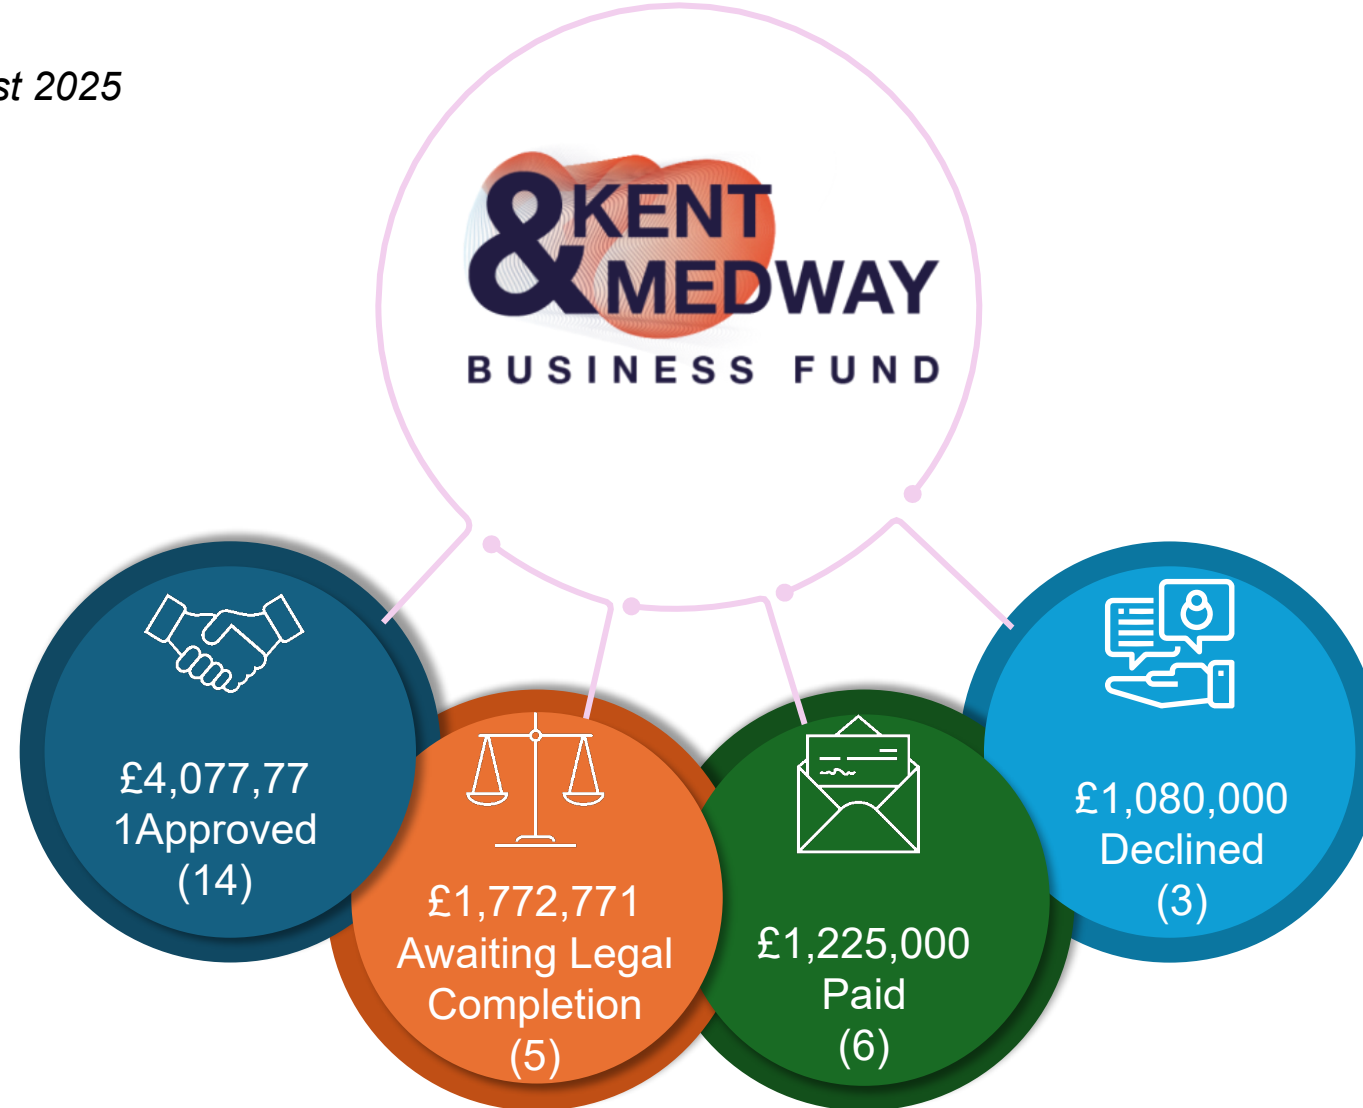 st 2025
&KENT
MEDWAY
BUSINESS FUND
£4,077,77
1Approved
(14)
£1,772,771
Awaiting Legal
Completion
(5)
£1,225,000
Paid
(6)
£1,080,000
Declined
(3)